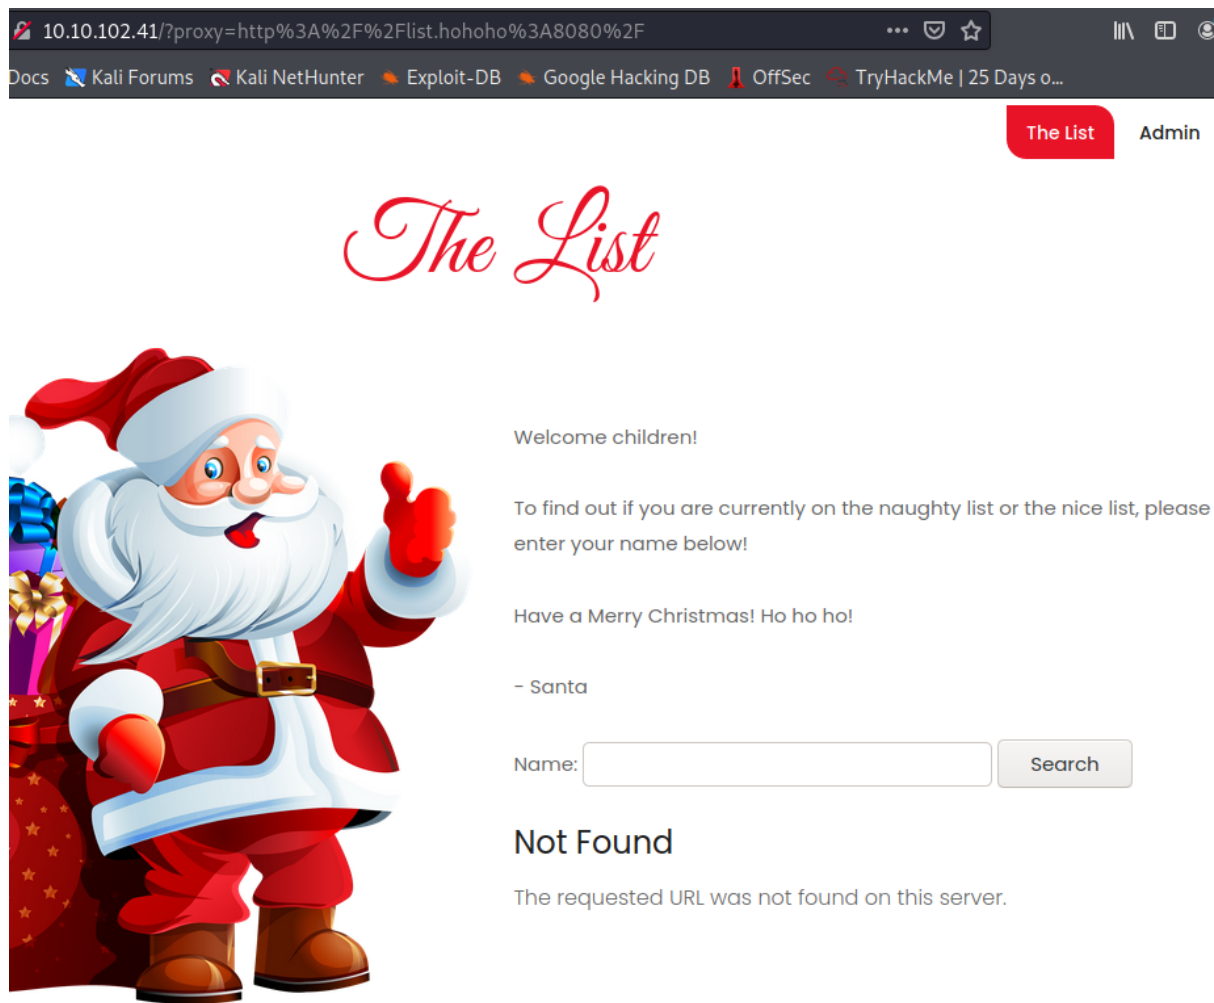 10.10.102.41/?proxy=http%3A%2F%2Flist.hohoho%3A8080%2F
Docs Kali Forums Kali NetHunter Exploit-DB Google Hacking DB OffSec TryHackMe | 25 Days o...
The List Admin
The List
Welcome children!
To find out if you are currently on the naughty list or the nice list, please
enter your name below!
Have a Merry Christmas! Ho ho ho!
- Santa
Name: Search
Not Found
The requested URL was not found on this server.